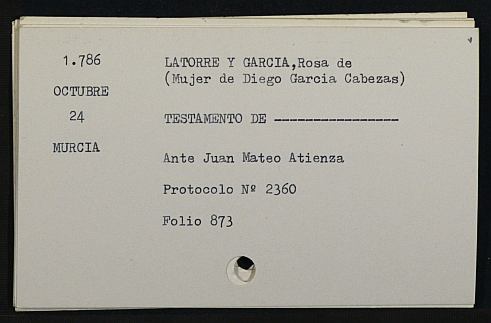 1.786
OCTUBRE
24
MURCIA
LATORRE Y GARCIA,Rosa de
(Mujer de Diego Garcia Cabezas)
TESTAMENTO DE ----------------
Ante Juan Mateo Atienza
Protocolo Nº 2360
Folio 873